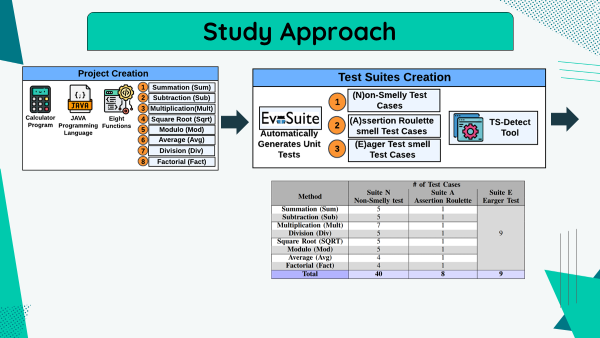 Study Approach
Project Creation
Calculator
Program
{;}
JAVA
JAVA
Programming
Language
Eight
Functions
1 Summation (Sum)
2 Subtraction (Sub)
3 Multiplication(Mult)
4 Square Root (Sqrt)
5 Modulo (Mod)
6 Average (Avg)
7 Division (Div)
8 Factorial (Fact)
Test Suites Creation
EvoSuite
Automatically
Generates Unit
Tests
1 (N)on-Smelly Test
Cases
2 (A)ssertion Roulette
smell Test Cases
3 (E)ager Test smell
Test Cases
TS-Detect
Tool
# of Test Cases
Method Suite N Suite A Suite E
Non-Smelly test Assertion Roulette Earger Test
Summation (Sum) 5 1
Subtraction (Sub) 5 1
Multiplication (Mult) 7 1
Division (Div) 5 1 9
Square Root (SQRT) 5 1
Modulo (Mod) 5 1
Average (Avg) 4 1
Factorial (Fact) 4 1
Total 40 8 9